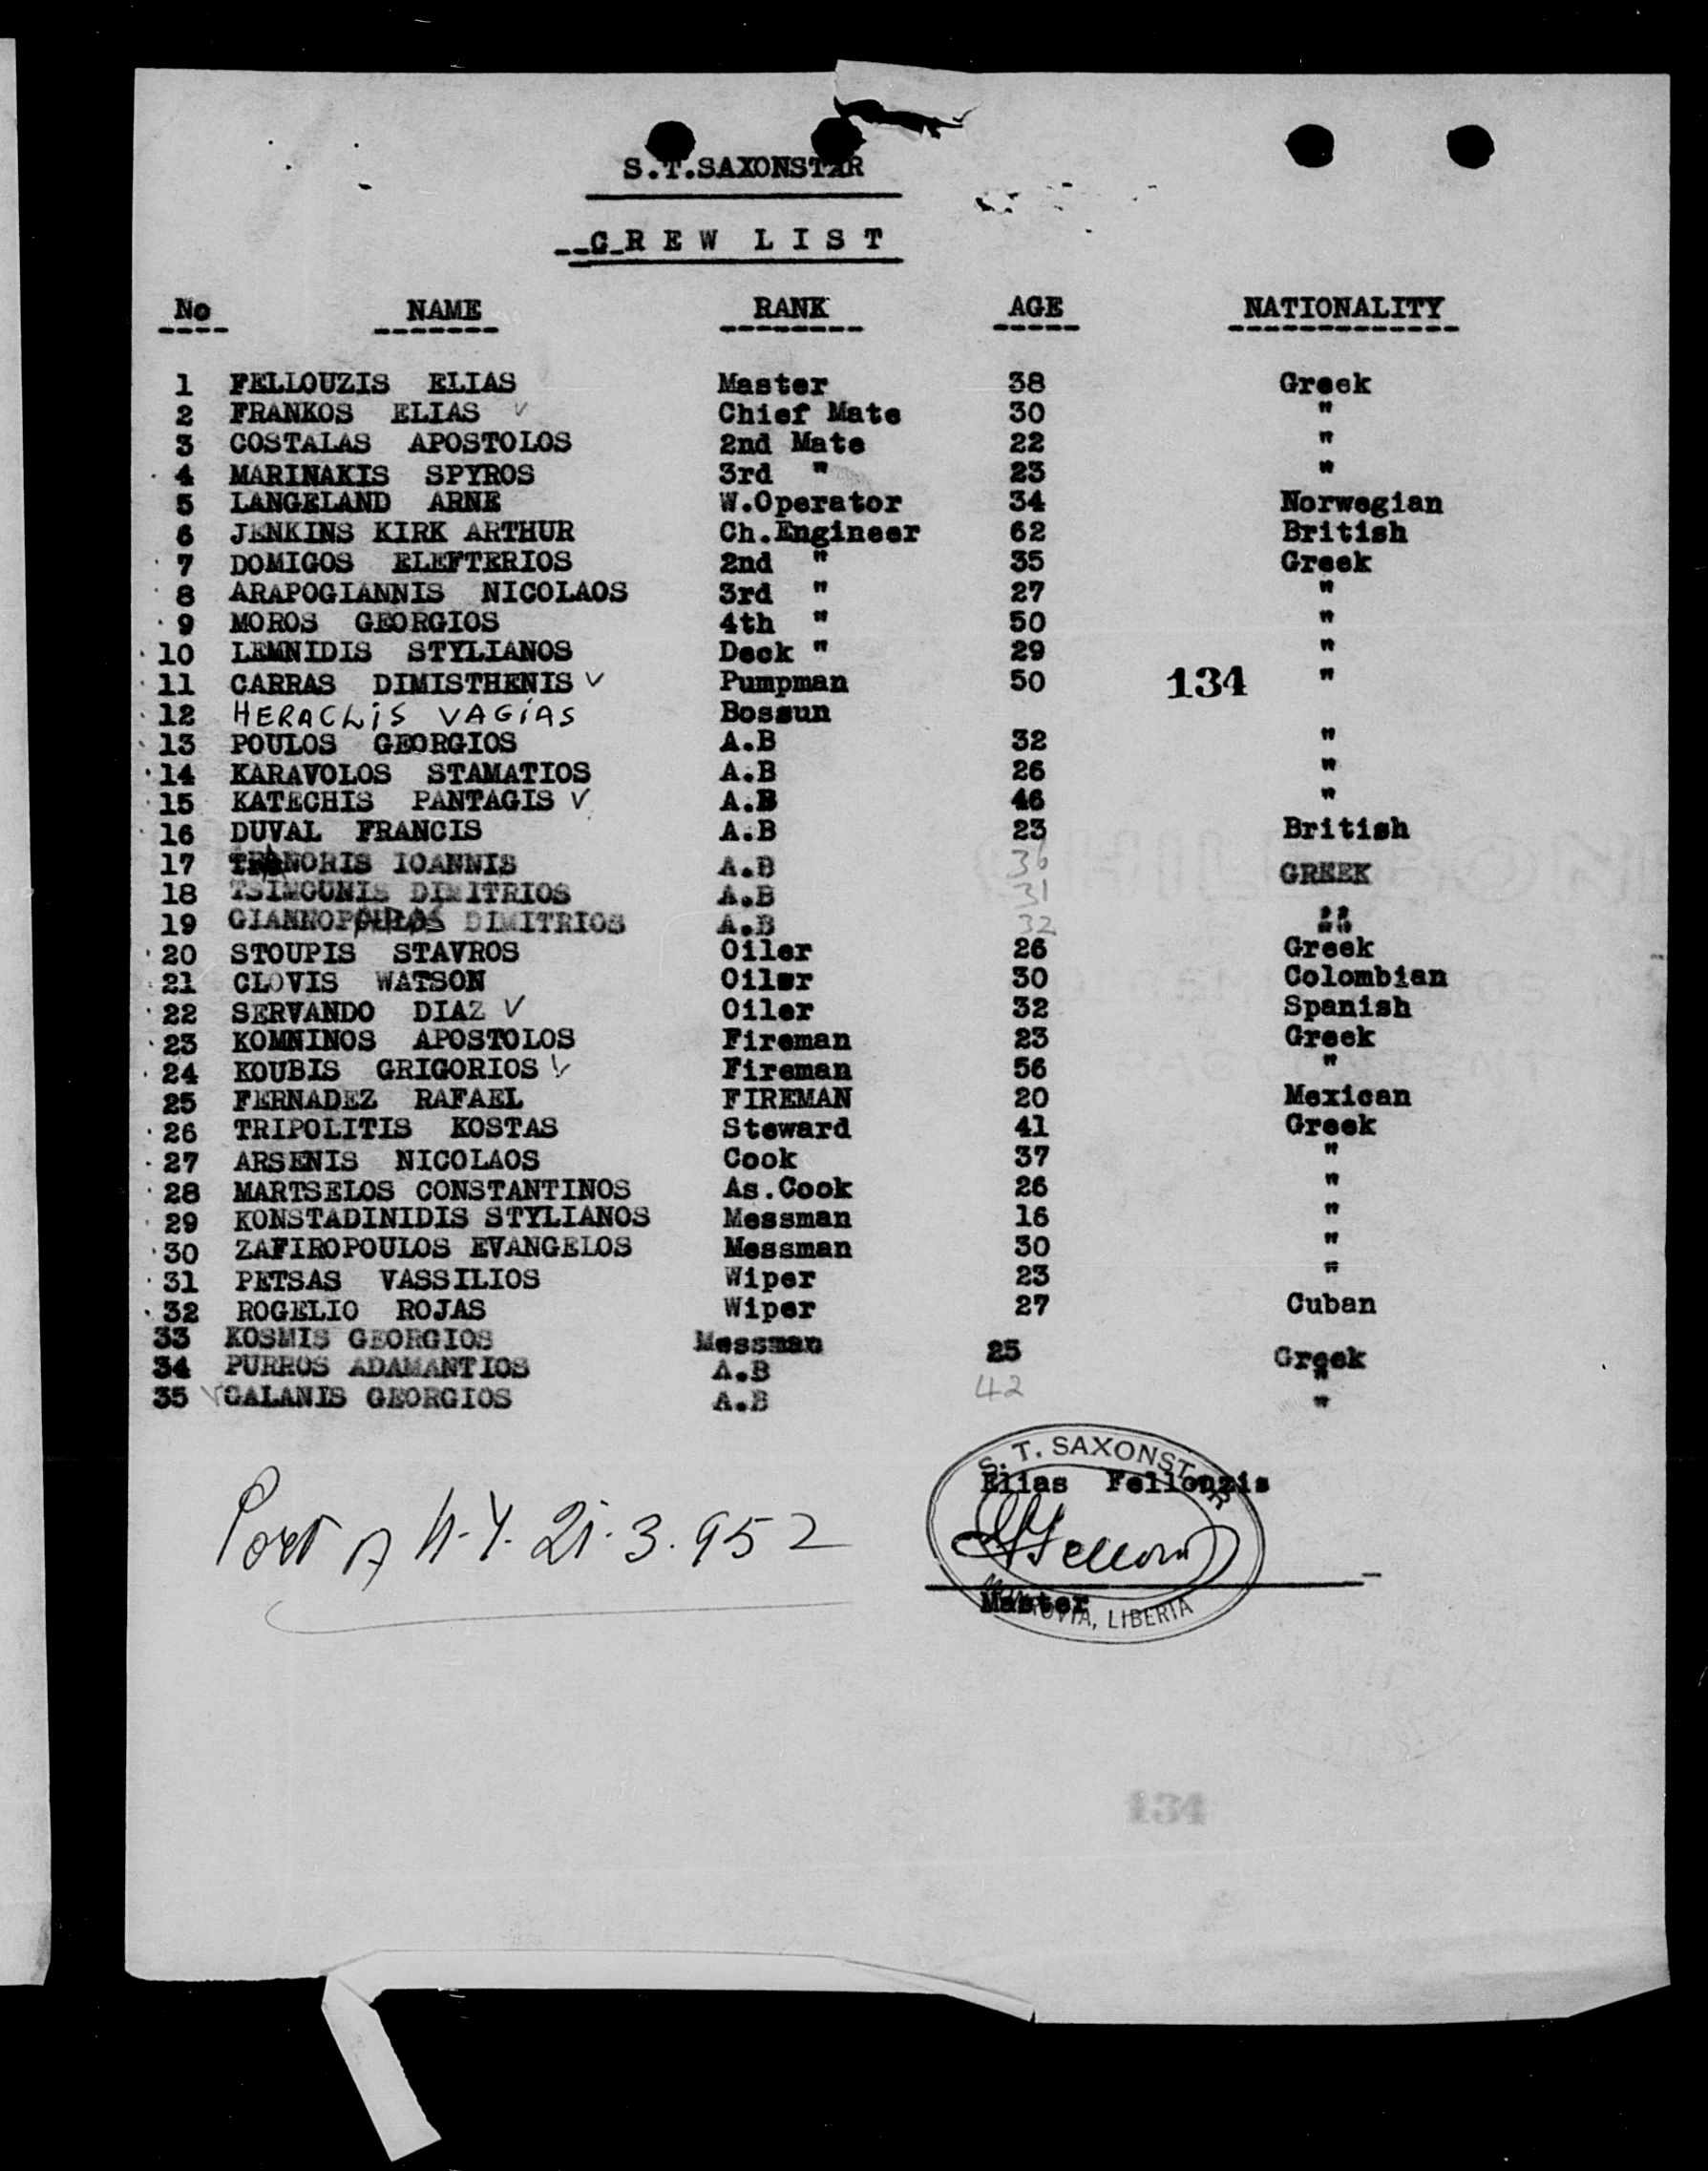 S.T.SAXONSTAR
CREW LIST
No NAME RANK AGE NATIONALITY
1 FELLOUZIS ELIAS Master 38 Greek
2 FRANKOS ELIAS Chief Mate 30 "
3 COSTALAS APOSTOLOS 2nd Mate 22 "
4 MARINAKIS SPYROS 3rd " 23 "
5 LANGELAND ARNE W.Operator 34 Norwegian
6 JENKINS KIRK ARTHUR Ch.Engineer 62 British
7 DOMIGOS ELEFTERIOS 2nd " 35 Greek
8 ARAPOGIANNIS NICOLAOS 3rd " 27 "
9 MOROS GEORGIOS 4th " 50 "
10 LEMNIDIS STYLIANOS Deck " 29 "
11 CARRAS DIMISTHENIS Pumpman 50 134 "
12 HERACLIS VAGIAS Bossun
13 POULOS GEORGIOS A.B 32 "
14 KARAVOLOS STAMATIOS A.B 26 "
15 KATECHIS PANTAGIS A.B 46 "
16 DUVAL FRANCIS A.B 23 British
17 IOANNIS A.B 36 GREEK
18 TSIMOUNIS DIMITRIOS A.B 31
19 GIANNOPOULOS DIMITRIOS A.B 32 "
20 STOUPIS STAVROS Oiler 26 Greek
21 CLOVIS WATSON Oiler 30 Colombian
22 SERVANDO DIAZ Oiler 32 Spanish
23 KOMNINOS APOSTOLOS Fireman 23 Greek
24 KOUBIS GRIGORIOS Fireman 56 "
25 FERNADEZ RAFAEL FIREMAN 20 Mexican
26 TRIPOLITIS KOSTAS Steward 41 Greek
27 ARSENIS NICOLAOS Cook 37 "
28 MARTSELOS CONSTANTINOS As.Cook 26 "
29 KONSTADINIDIS STYLIANOS Messman 16 "
30 ZAFIROPOULOS EVANGELOS Messman 30 "
31 PETSAS VASSILIOS Wiper 23 "
32 ROGELIO ROJAS Wiper 27 Cuban
33 KOSMIS GEORGIOS Messman 25 Greek
34 PURROS ADAMANTIOS A.B "
35 GALANIS GEORGIOS A.B 42 "
S. T. SAXONSTAR
Elias Fellouzis
Port N.Y. 21.3.952
Master
MONROVIA, LIBERIA
134